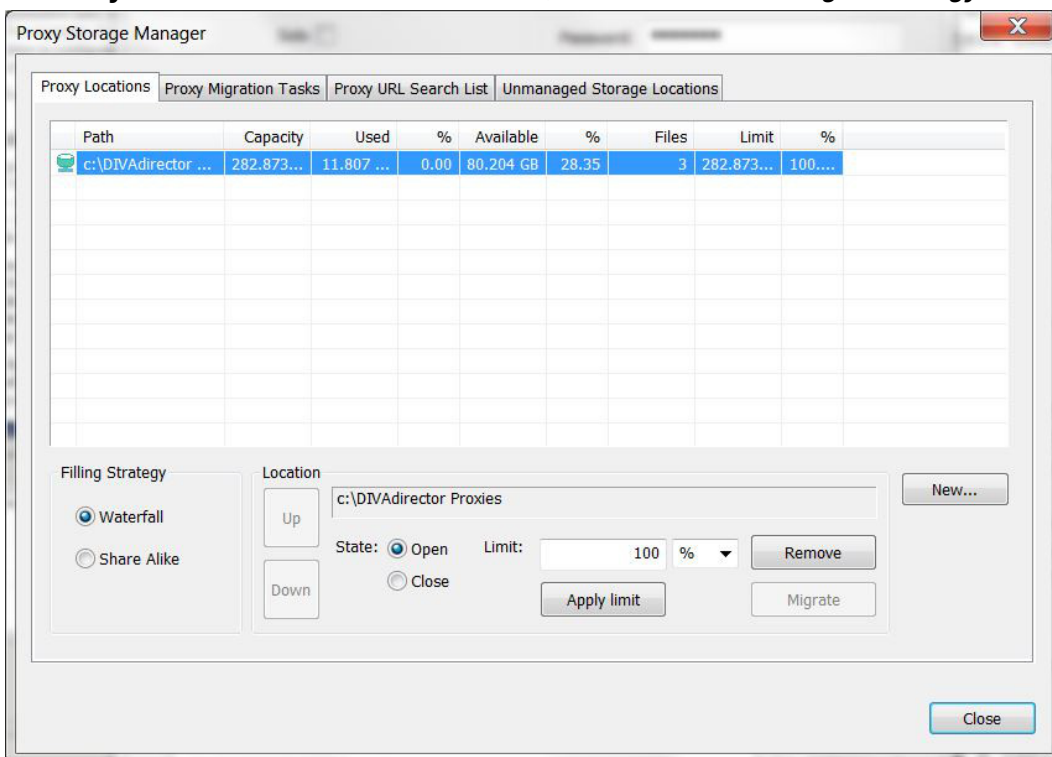 Proxy Storage Manager
X
Proxy Locations Proxy Migration Tasks Proxy URL Search List Unmanaged Storage Locations
Path Capacity Used % Available % Files Limit %
c:\DIVAdirector ... 282.873... 11.807 ... 0.00 80.204 GB 28.35 3 282.873... 100....
Filling Strategy
Waterfall
Share Alike
Location
Up
Down
c:\DIVAdirector Proxies
State: Open
Close
Limit: 100 %
Apply limit
Remove
Migrate
New...
Close